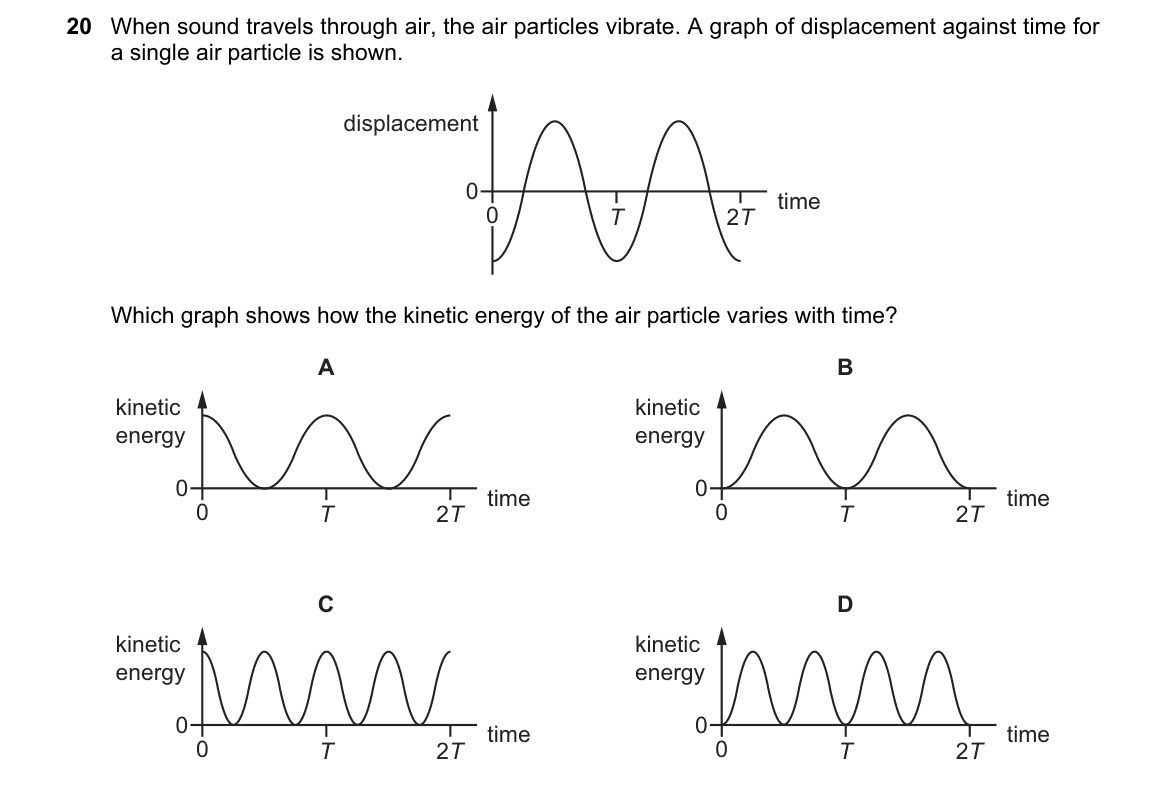 20 When sound travels through air, the air particles vibrate. A graph of displacement against time for
a single air particle is shown.
displacement
0
0
T
2T
time
Which graph shows how the kinetic energy of the air particle varies with time?
A
kinetic
energy
0
0
T
2T
time
B
kinetic
energy
0
0
T
2T
time
C
kinetic
energy
0
0
T
2T
time
D
kinetic
energy
0
0
T
2T
time